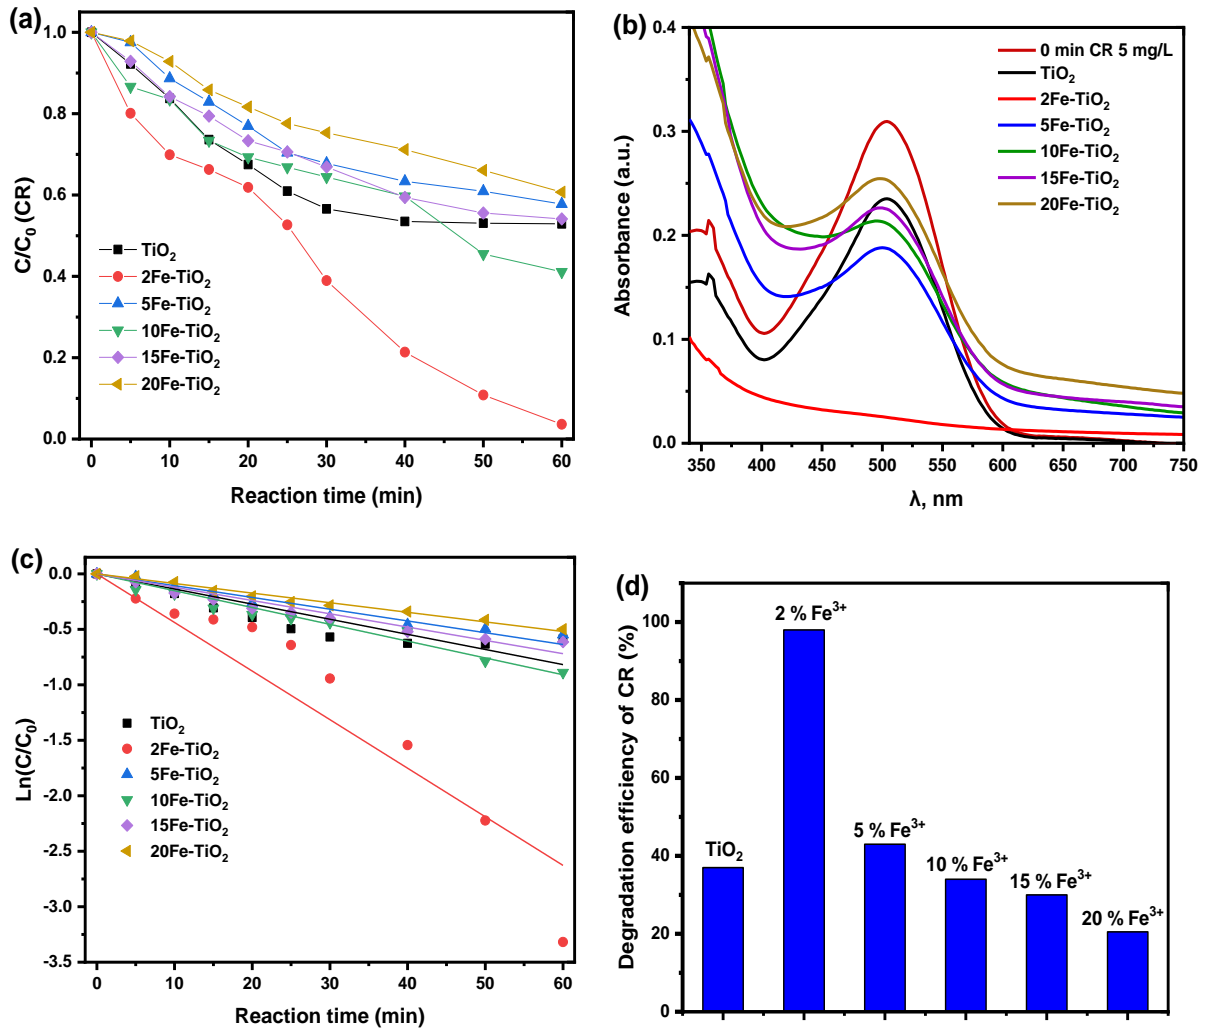 (a)
C/C₀ (CR)
1.0
0.8
0.6
0.4
0.2
0.0
TiO₂
2Fe-TiO₂
5Fe-TiO₂
10Fe-TiO₂
15Fe-TiO₂
20Fe-TiO₂
0 10 20 30 40 50 60
Reaction time (min)
(b)
Absorbance (a.u.)
0.4
0.3
0.2
0.1
0.0
0 min CR 5 mg/L
TiO₂
2Fe-TiO₂
5Fe-TiO₂
10Fe-TiO₂
15Fe-TiO₂
20Fe-TiO₂
350 400 450 500 550 600 650 700 750
λ, nm
(c)
Ln(C/C₀)
0.0
-0.5
-1.0
-1.5
-2.0
-2.5
-3.0
-3.5
TiO₂
2Fe-TiO₂
5Fe-TiO₂
10Fe-TiO₂
15Fe-TiO₂
20Fe-TiO₂
0 10 20 30 40 50 60
Reaction time (min)
(d)
Degradation efficiency of CR (%)
100
80
60
40
20
0
TiO₂
2 % Fe³⁺
5 % Fe³⁺
10 % Fe³⁺
15 % Fe³⁺
20 % Fe³⁺